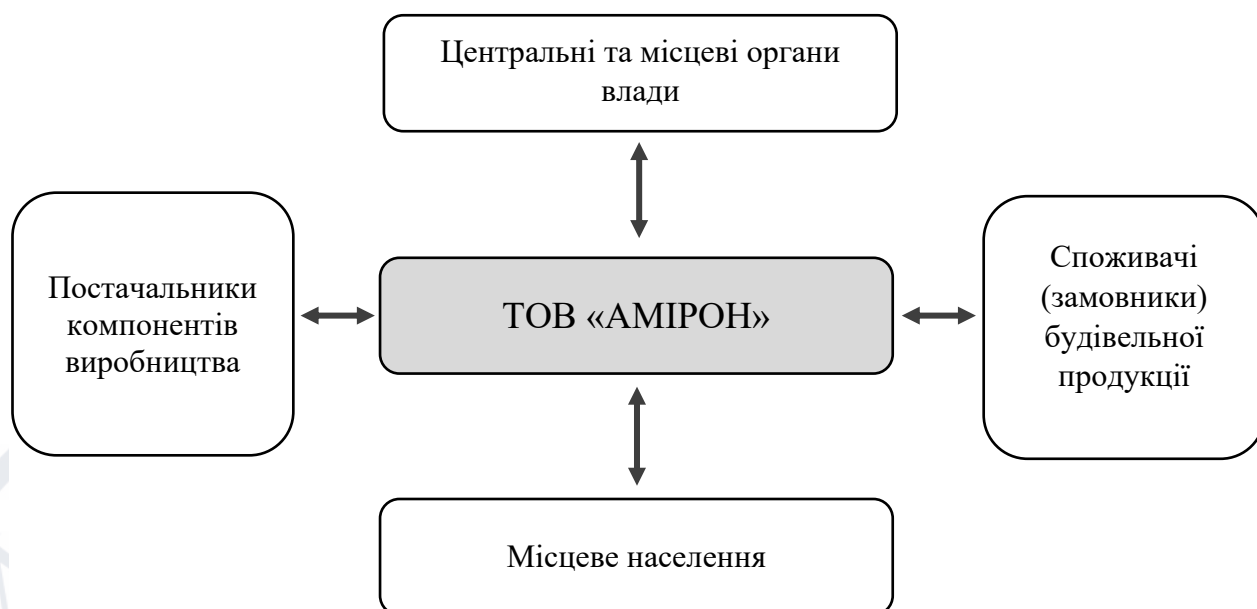 Центральні та місцеві органи
влади
Постачальники
компонентів
виробництва
ТОВ «АМІРОН»
Споживачі
(замовники)
будівельної
продукції
Місцеве населення